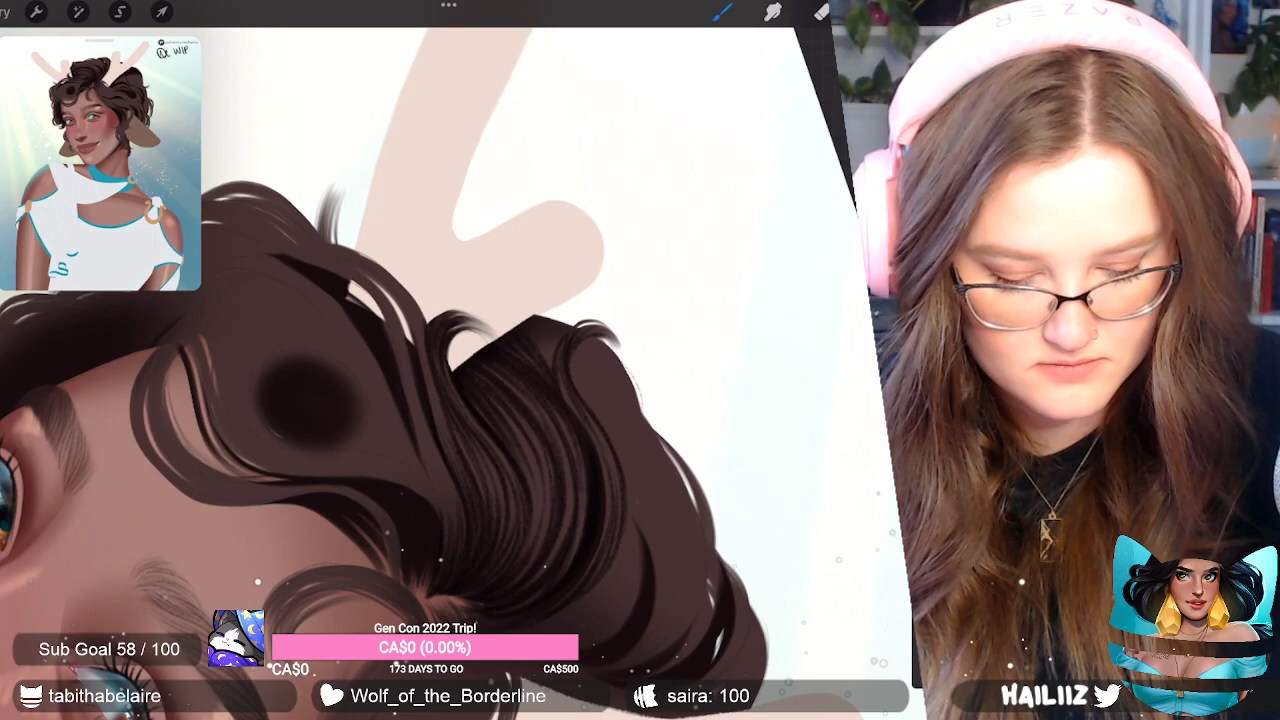 ry
WIP
RAZER
Sub Goal 58 / 100
Gen Con 2022 Trip!
CA$0 (0.00%)
CA$0
173 DAYS TO GO
CA$500
tabithabelaire
Wolf_of_the_Borderline
saira: 100
HAILIIZ